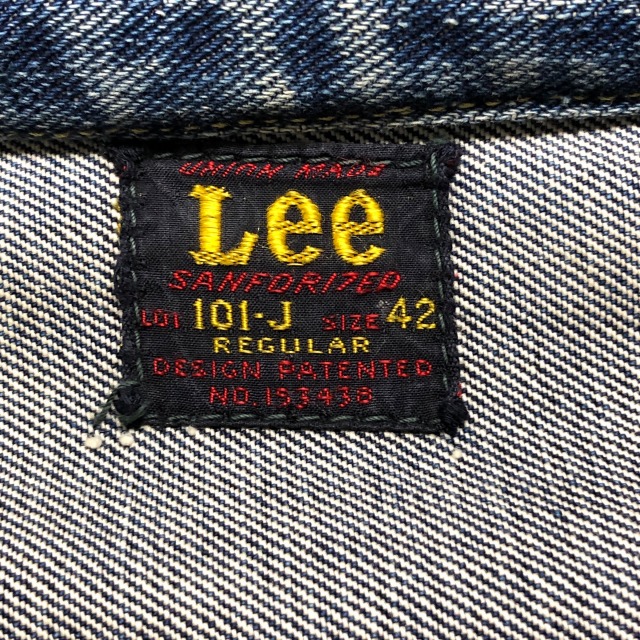 UNION MADE
Lee
SANFORIZED
LOT 101-J SIZE 42
REGULAR
DESIGN PATENTED
NO. 153438